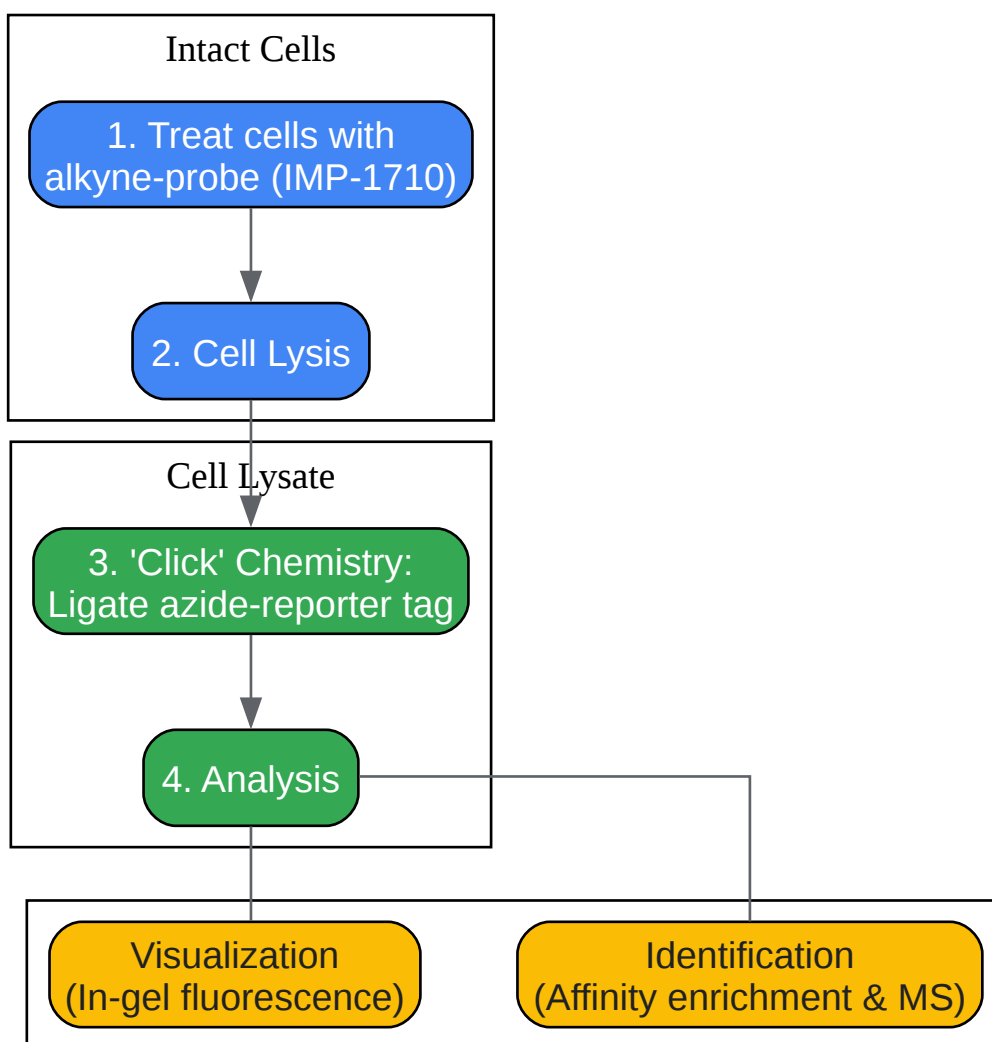 Intact Cells
1. Treat cells with
alkyne-probe (IMP-1710)
2. Cell Lysis
Cell Lysate
3. 'Click' Chemistry:
Ligate azide-reporter tag
4. Analysis
Visualization
(In-gel fluorescence)
Identification
(Affinity enrichment & MS)